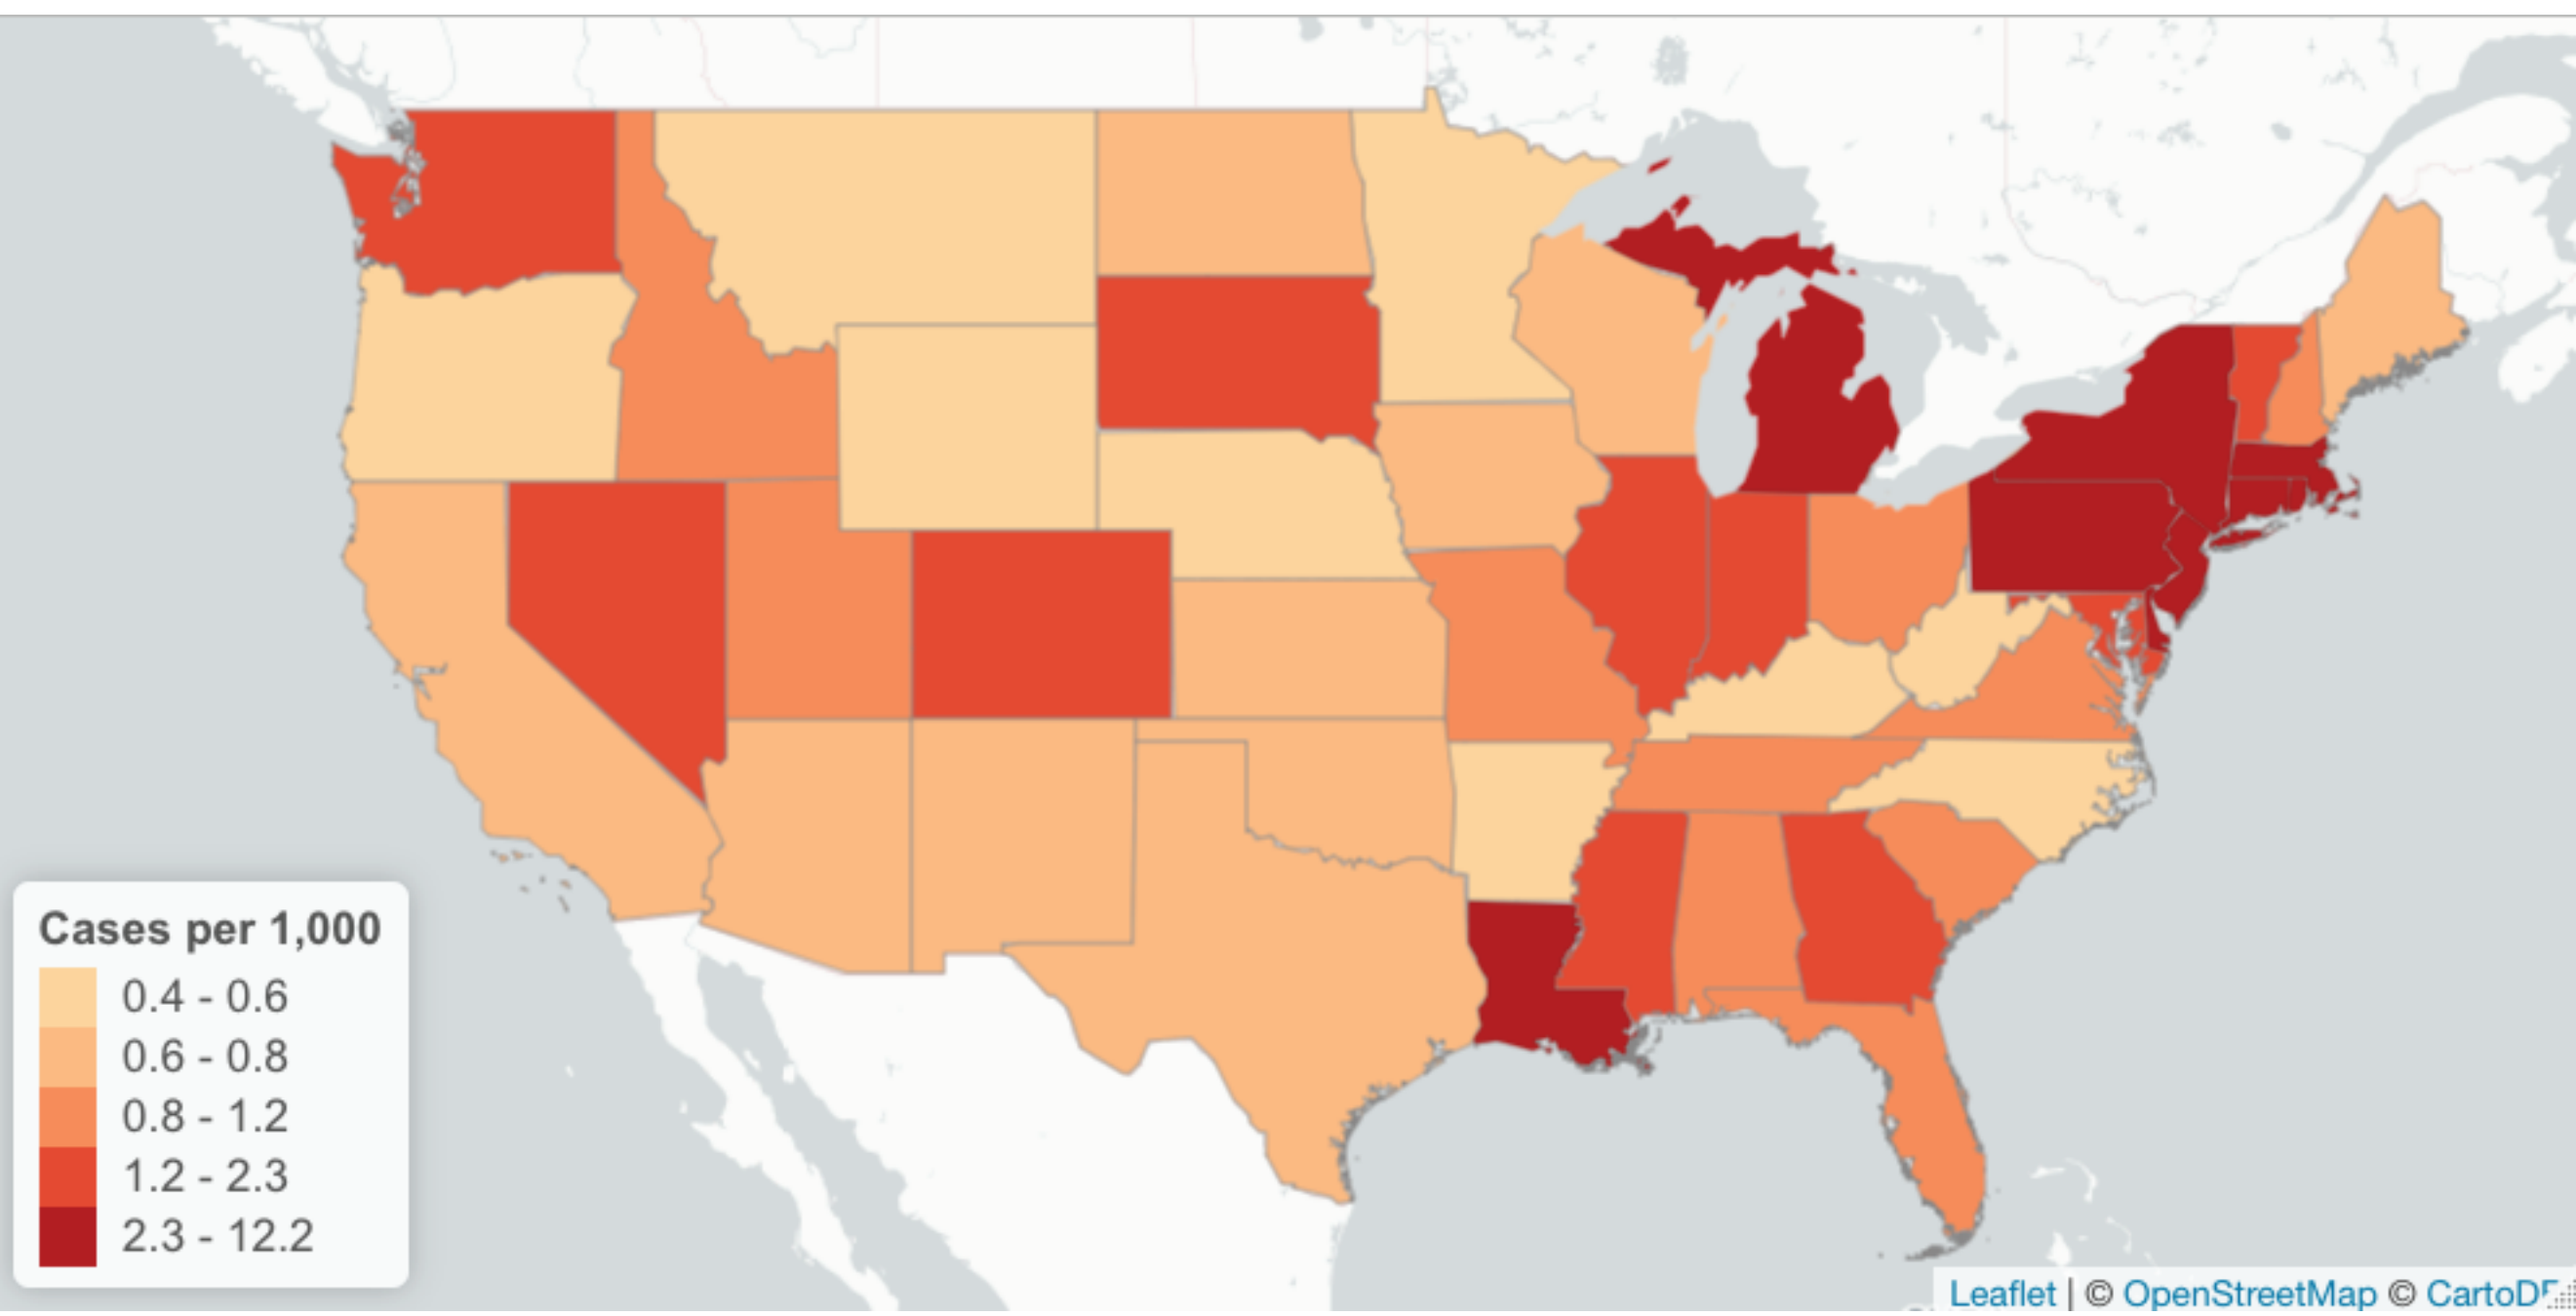 Cases per 1,000
0.4 - 0.6
0.6 - 0.8
0.8 - 1.2
1.2 - 2.3
2.3 - 12.2
Leaflet | © OpenStreetMap ©